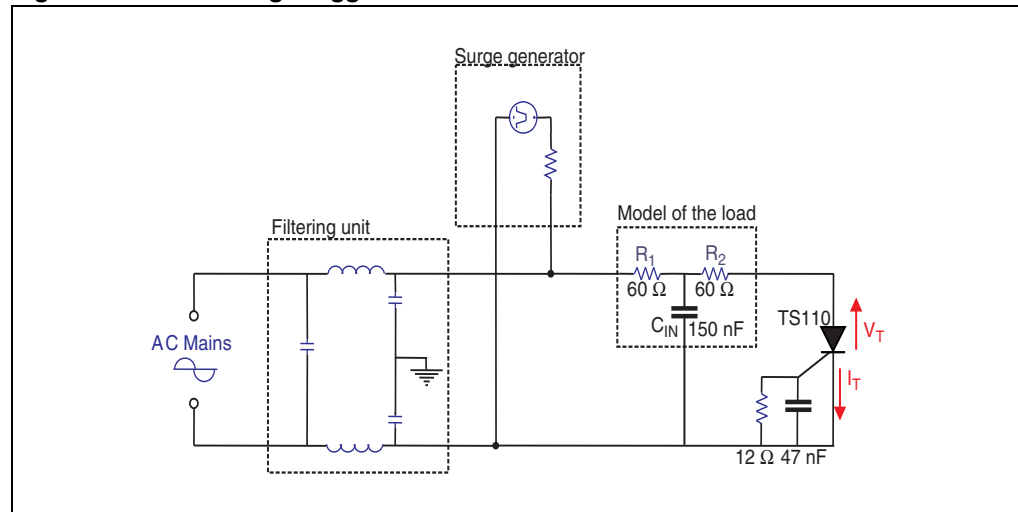 Surge generator
Filtering unit
Model of the load
R1 R2
60 Ω 60 Ω
CIN 150 nF
TS110
VT
AC Mains
IT
12 Ω 47 nF